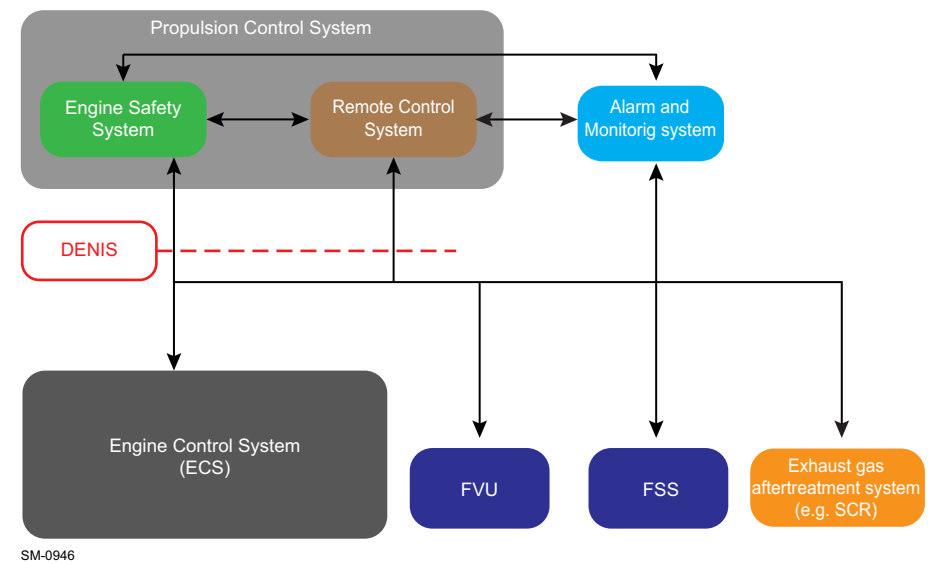 Propulsion Control System
Engine Safety
System
Remote Control
System
Alarm and
Monitorig system
DENIS
Engine Control System
(ECS)
FVU
FSS
Exhaust gas
aftertreatment system
(e.g. SCR)
SM-0946